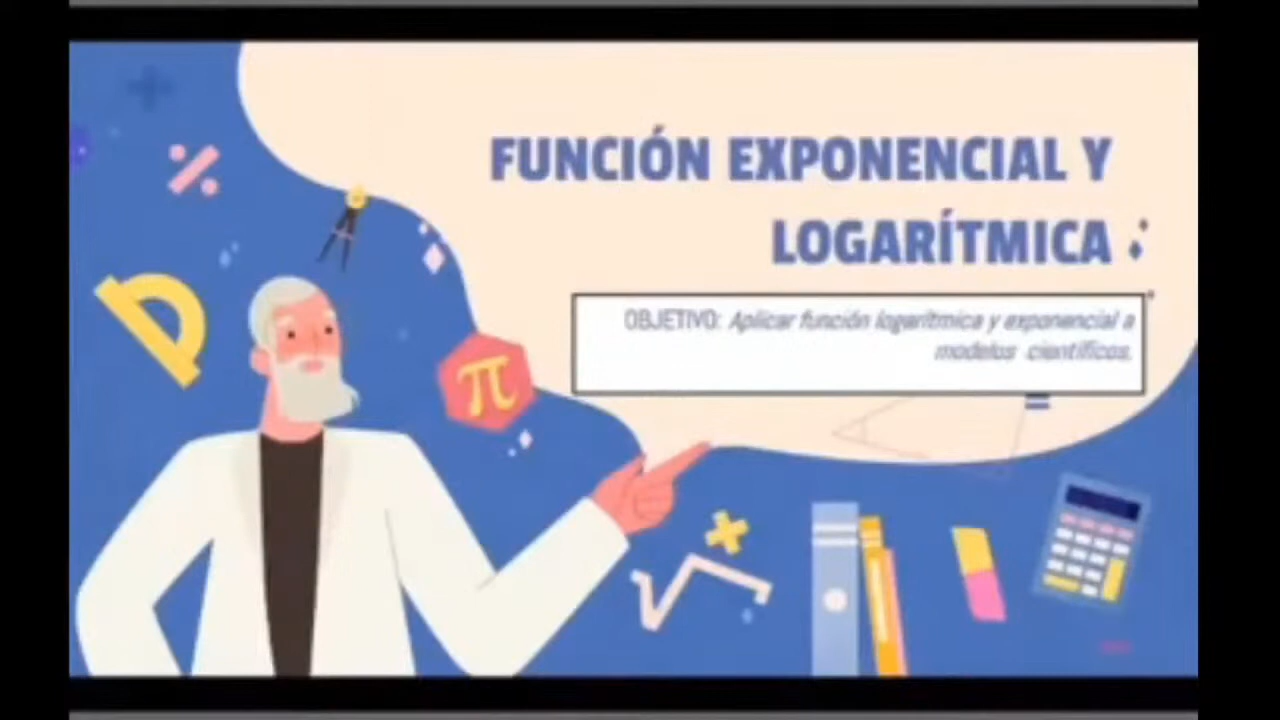 FUNCIÓN EXPONENCIAL Y
LOGARÍTMICA
OBJETIVO: Aplicar función logarítmica y exponencial a
modelos científicos.
π